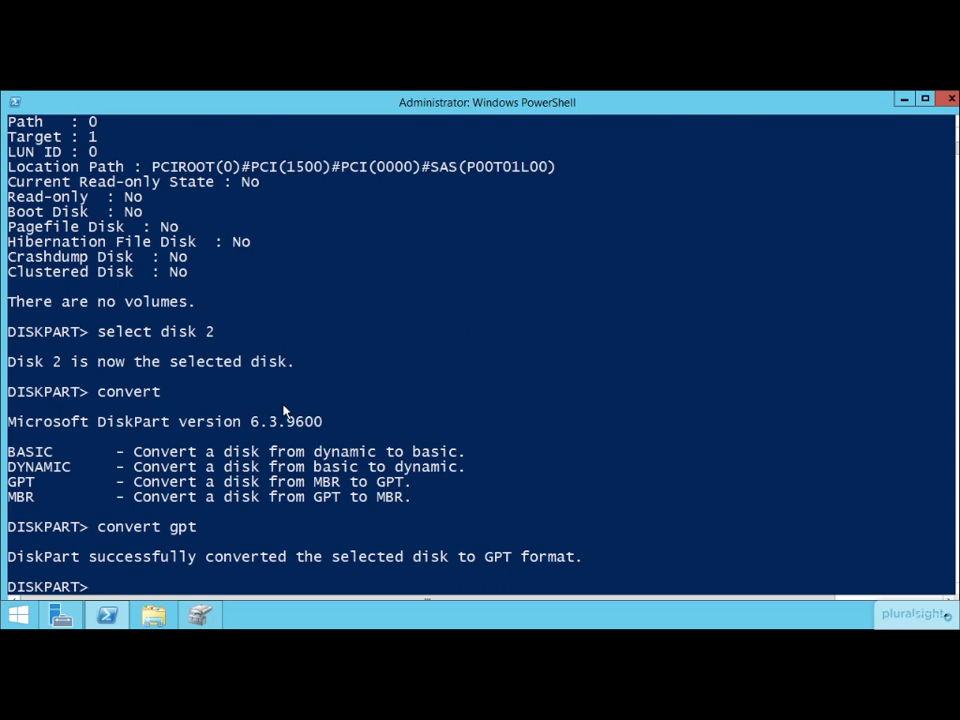 Administrator: Windows PowerShell
Path   : 0
Target : 1
LUN ID : 0
Location Path : PCIROOT(0)#PCI(1500)#PCI(0000)#SAS(P00T01L00)
Current Read-only State : No
Read-only  : No
Boot Disk  : No
Pagefile Disk  : No
Hibernation File Disk  : No
Crashdump Disk  : No
Clustered Disk  : No
There are no volumes.
DISKPART> select disk 2
Disk 2 is now the selected disk.
DISKPART> convert
Microsoft DiskPart version 6.3.9600
BASIC       - Convert a disk from dynamic to basic.
DYNAMIC     - Convert a disk from basic to dynamic.
GPT         - Convert a disk from MBR to GPT.
MBR         - Convert a disk from GPT to MBR.
DISKPART> convert gpt
DiskPart successfully converted the selected disk to GPT format.
DISKPART>
pluralsight